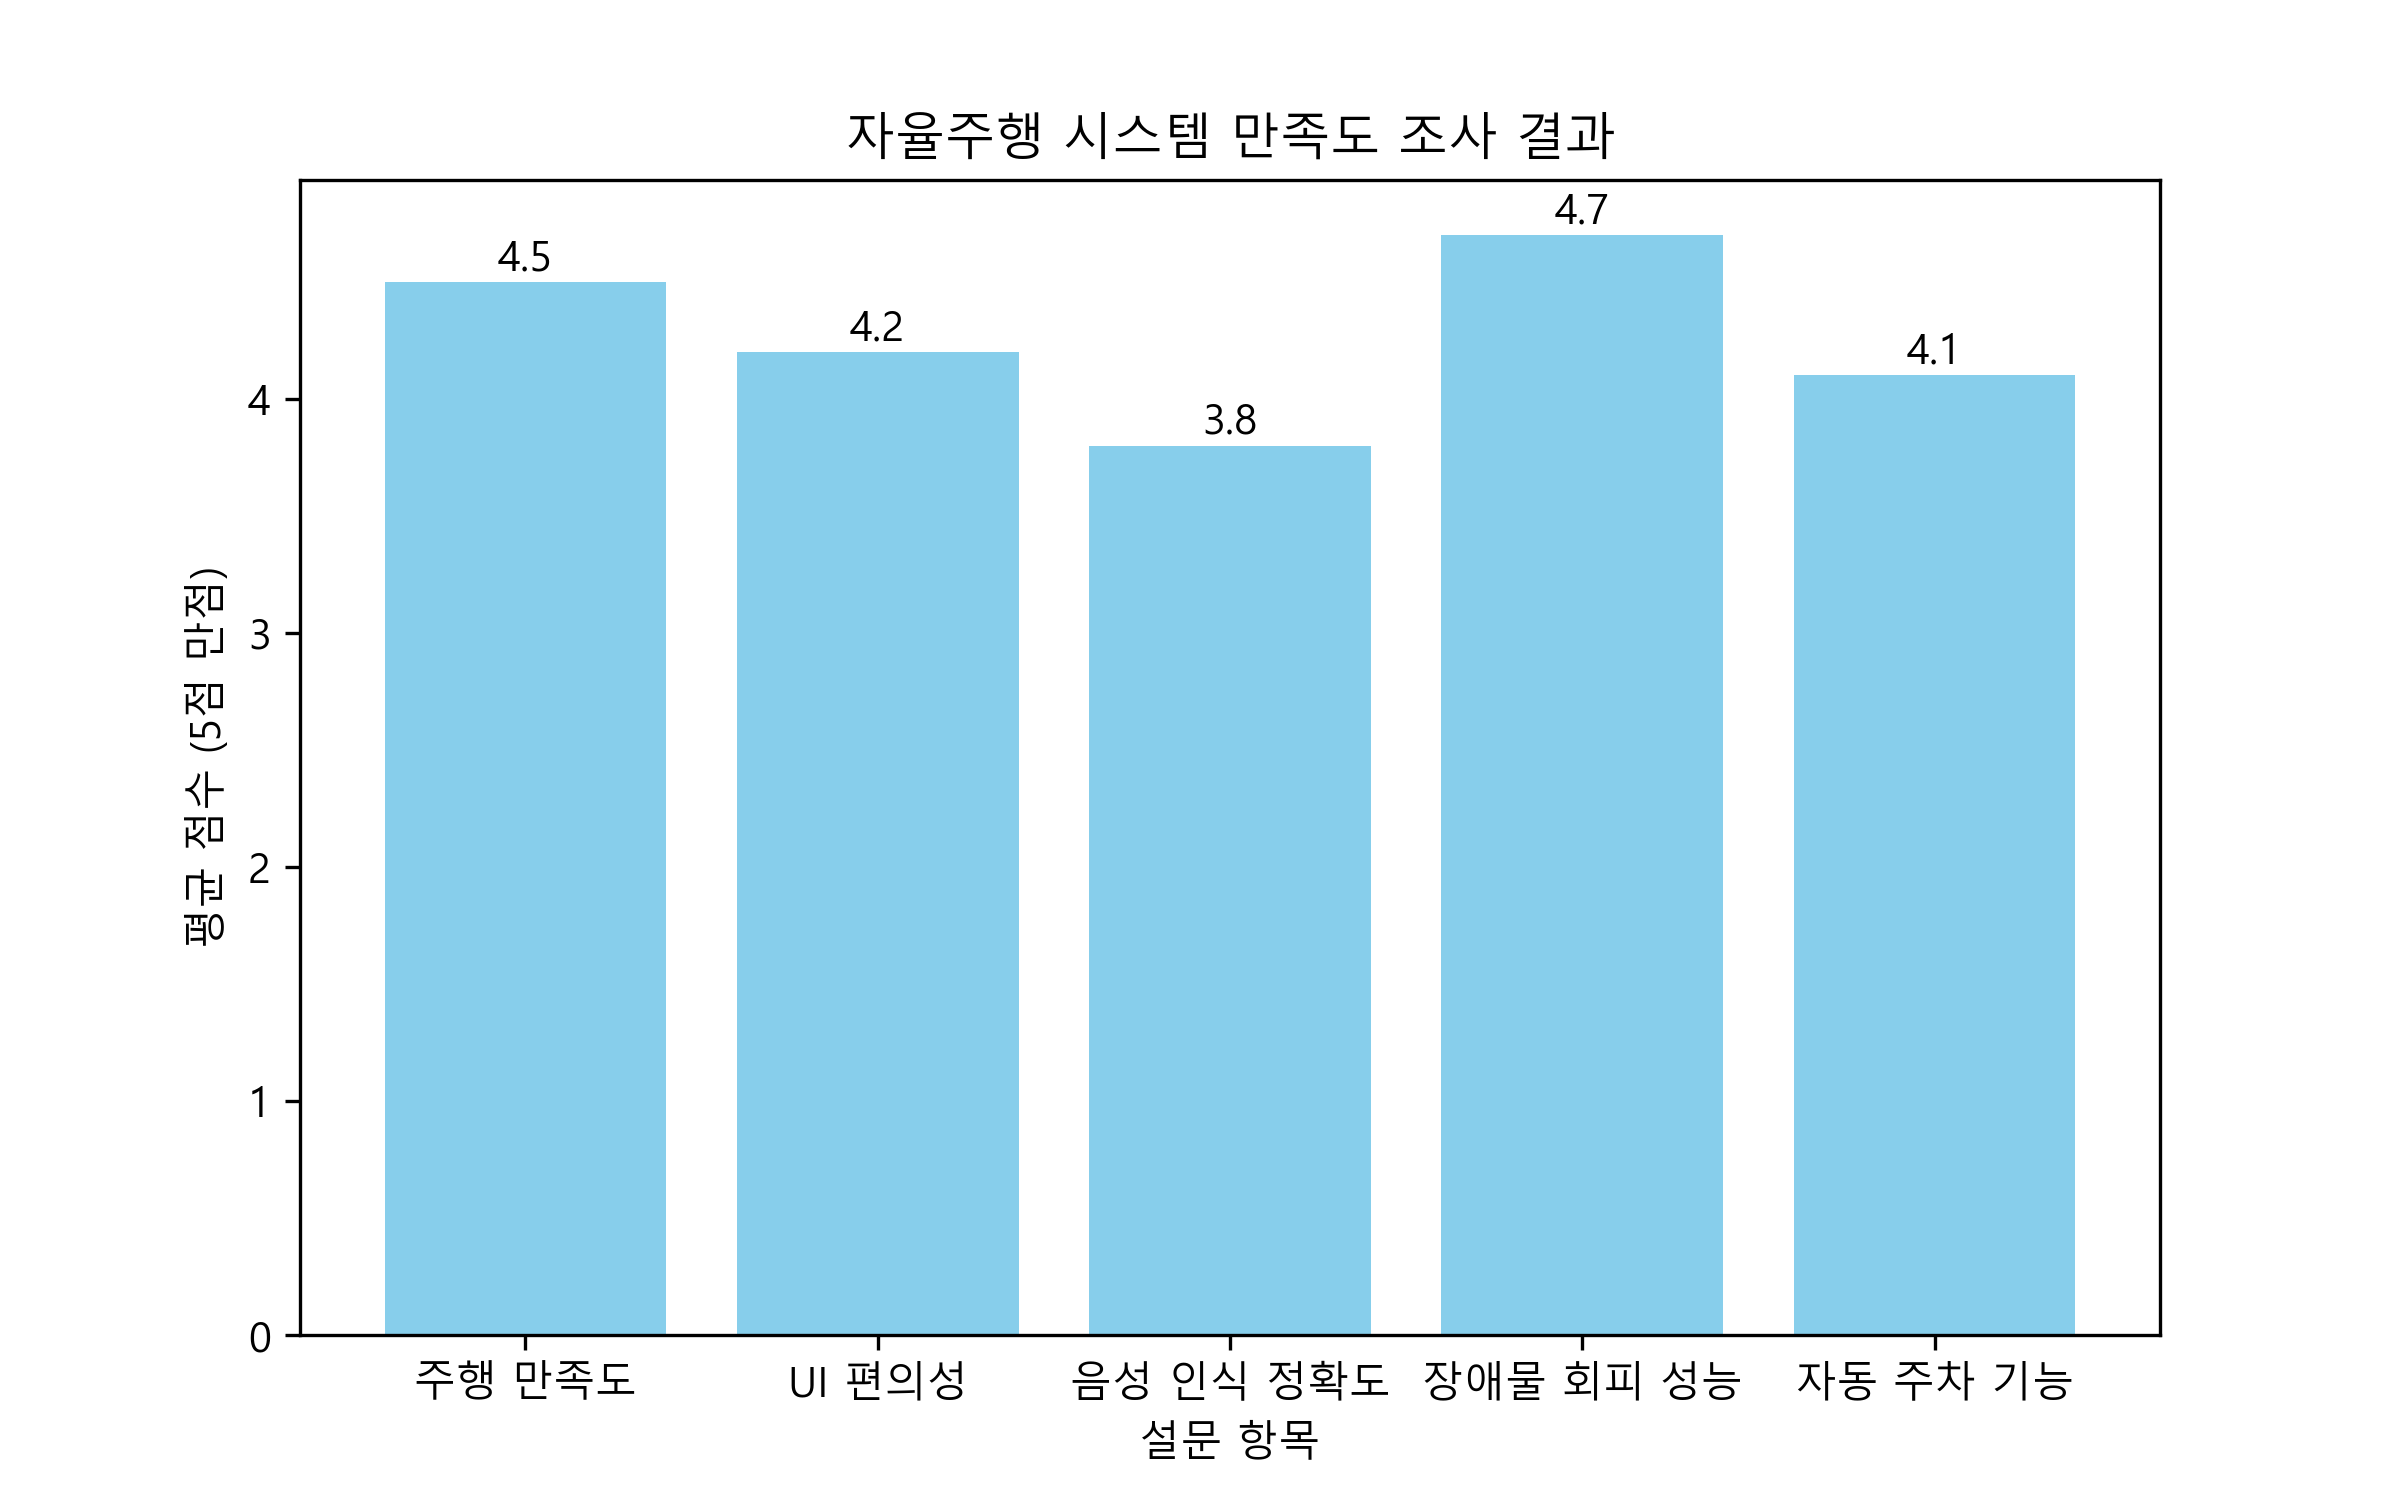 자율주행 시스템 만족도 조사 결과
4.5
4.2
3.8
4.7
4.1
평균 점수 (5점 만점)
4
3
2
1
0
주행 만족도
UI 편의성
음성 인식 정확도
장애물 회피 성능
자동 주차 기능
설문 항목